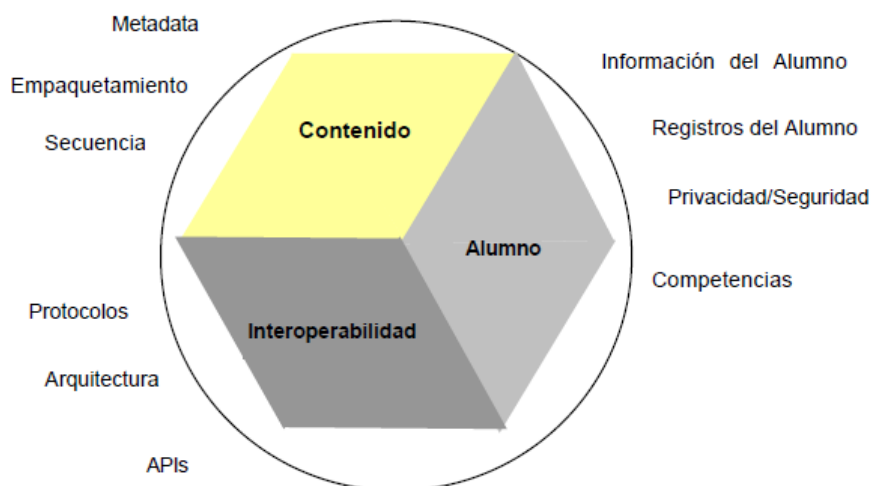 Metadata
Empaquetamiento
Secuencia
Contenido
Información del Alumno
Registros del Alumno
Privacidad/Seguridad
Alumno
Competencias
Protocolos
Interoperabilidad
Arquitectura
APIs